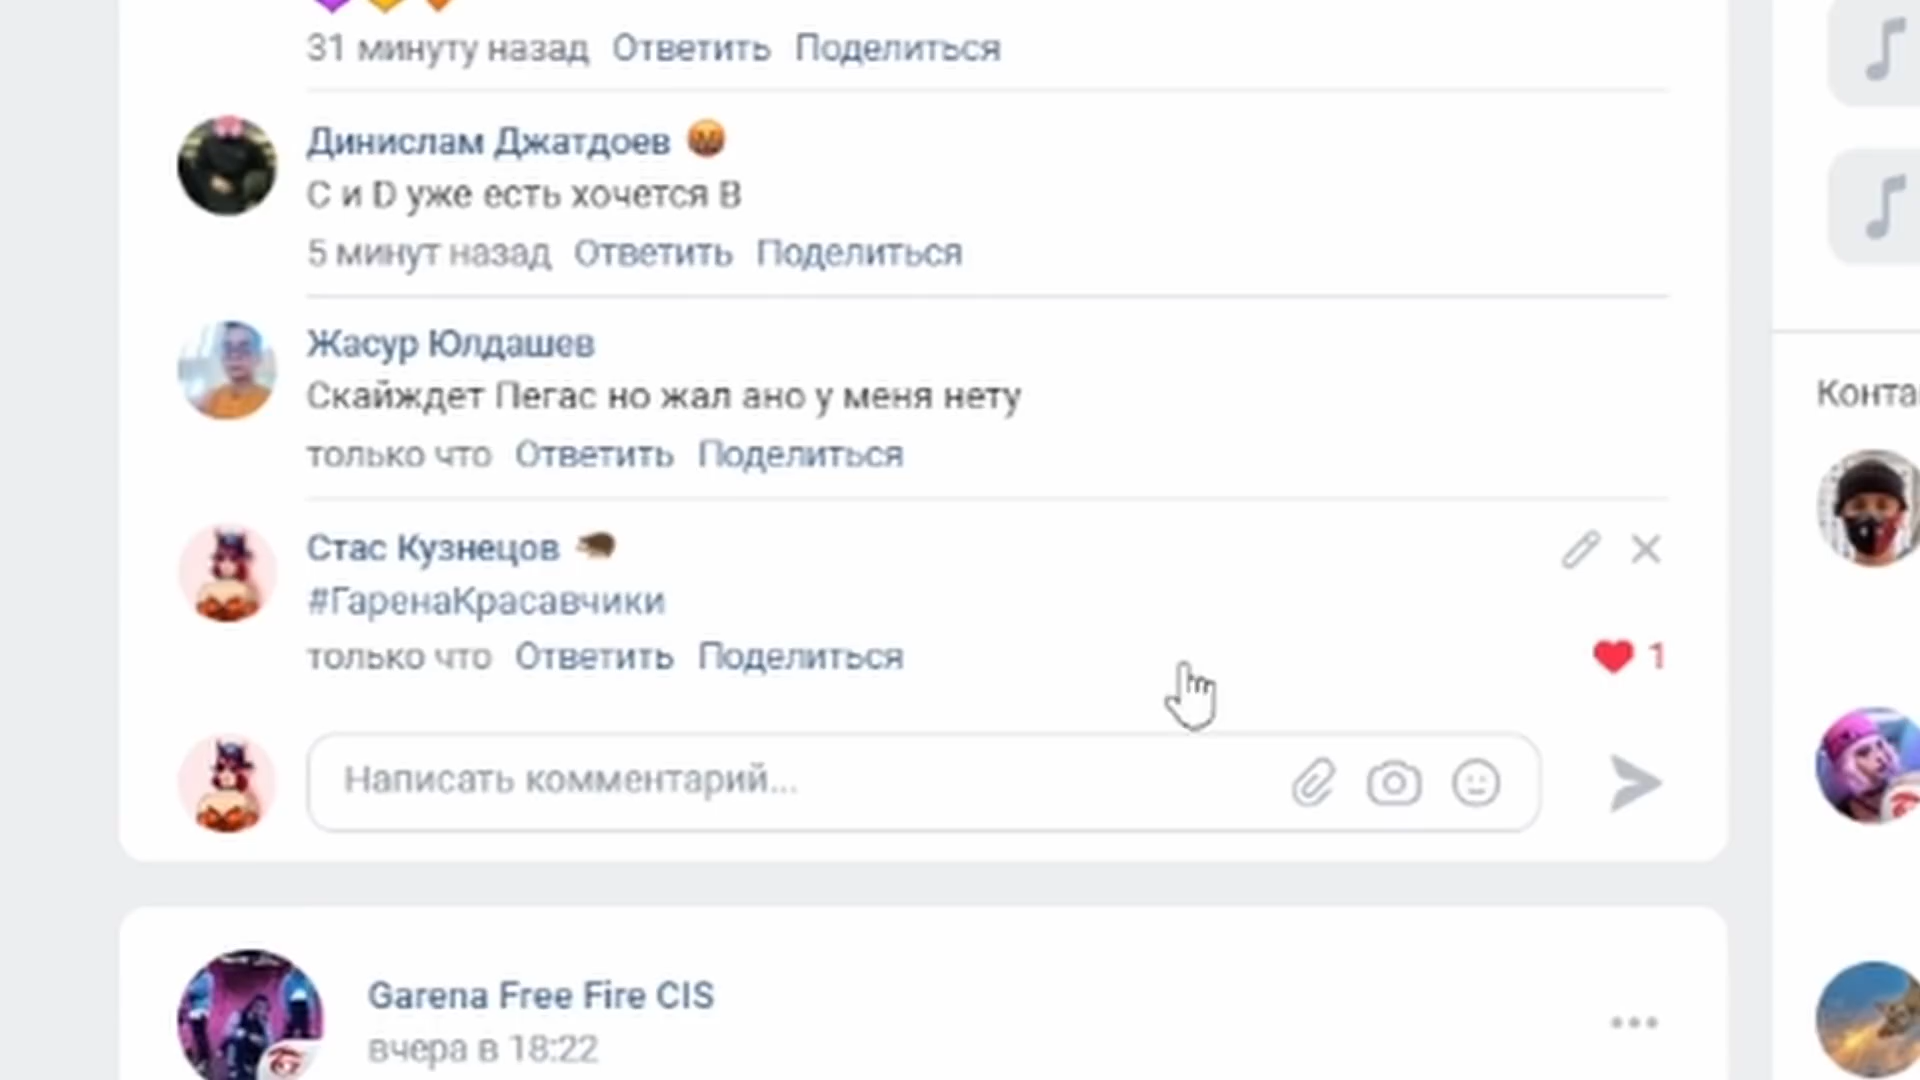 31 минуту назад Ответить Поделиться
Динислам Джатдоев
C и D уже есть хочется B
5 минут назад Ответить Поделиться
Жасур Юлдашев
Скайждет Пегас но жал ано у меня нету
только что Ответить Поделиться
Стас Кузнецов
#ГаренаКрасавчики
только что Ответить Поделиться
1
Написать комментарий...
Garena Free Fire CIS
вчера в 18:22
Конта